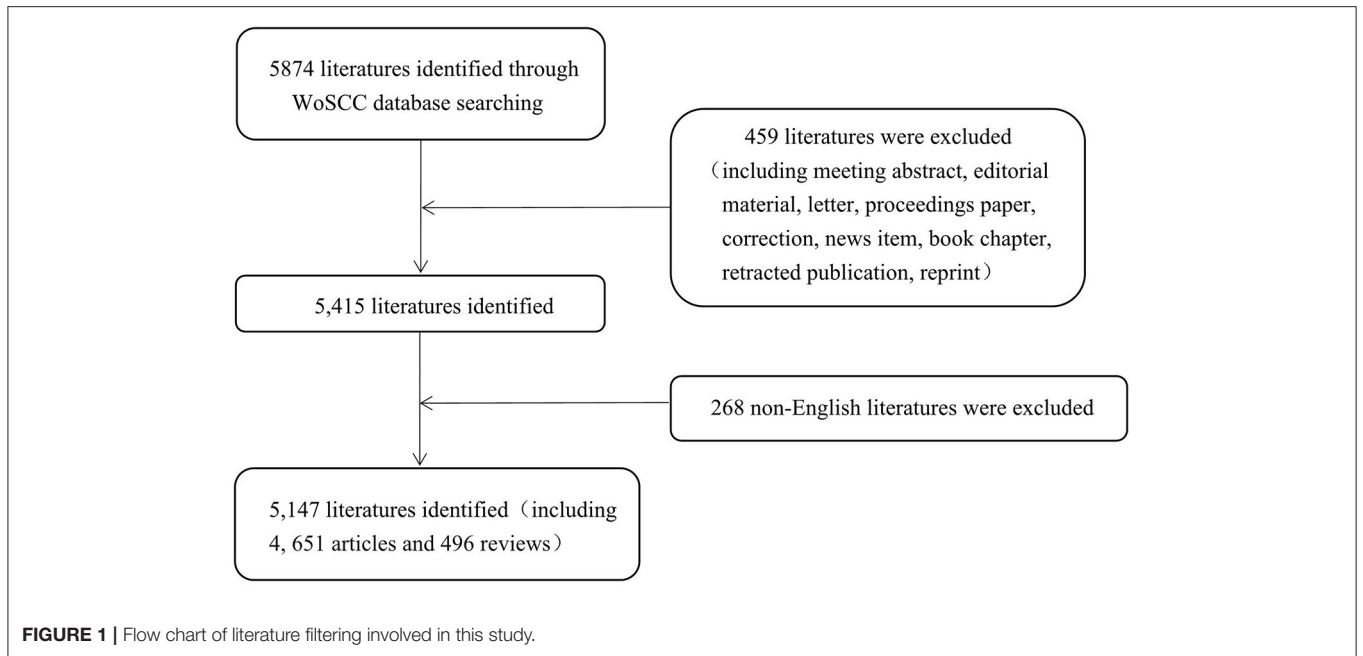 5874 literatures identified through
WoSCC database searching
459 literatures were excluded
（including meeting abstract, editorial
material, letter, proceedings paper,
correction, news item, book chapter,
retracted publication, reprint）
5,415 literatures identified
268 non-English literatures were excluded
5,147 literatures identified（including
4, 651 articles and 496 reviews）
FIGURE 1 | Flow chart of literature filtering involved in this study.